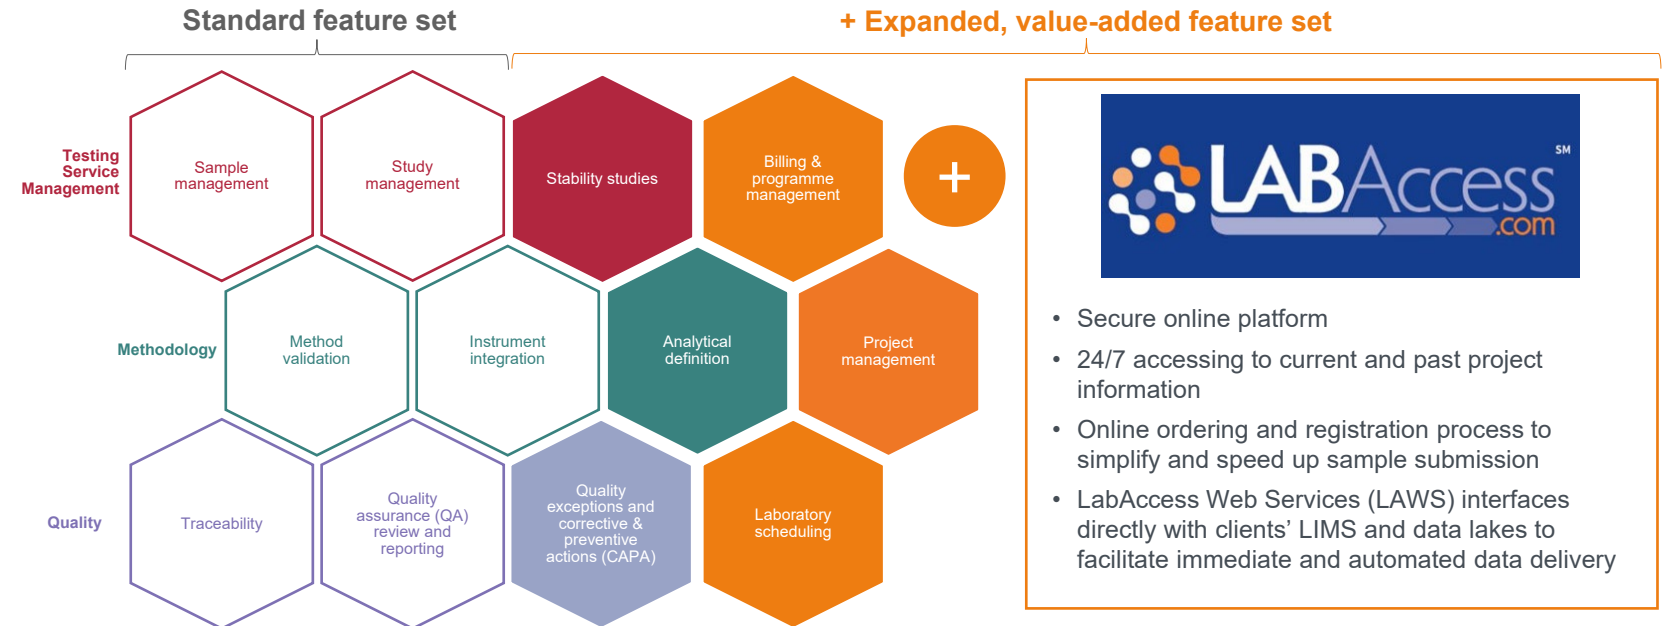 Standard feature set
+ Expanded, value-added feature set
Testing
Service
Management
Sample
management
Study
management
Stability studies
Billing &
programme
management
+
LABAccess℠
.com
Methodology
Method
validation
Instrument
integration
Analytical
definition
Project
management
Quality
Traceability
Quality
assurance (QA)
review and
reporting
Quality
exceptions and
corrective &
preventive
actions (CAPA)
Laboratory
scheduling
• Secure online platform
• 24/7 accessing to current and past project
information
• Online ordering and registration process to
simplify and speed up sample submission
• LabAccess Web Services (LAWS) interfaces
directly with clients’ LIMS and data lakes to
facilitate immediate and automated data delivery